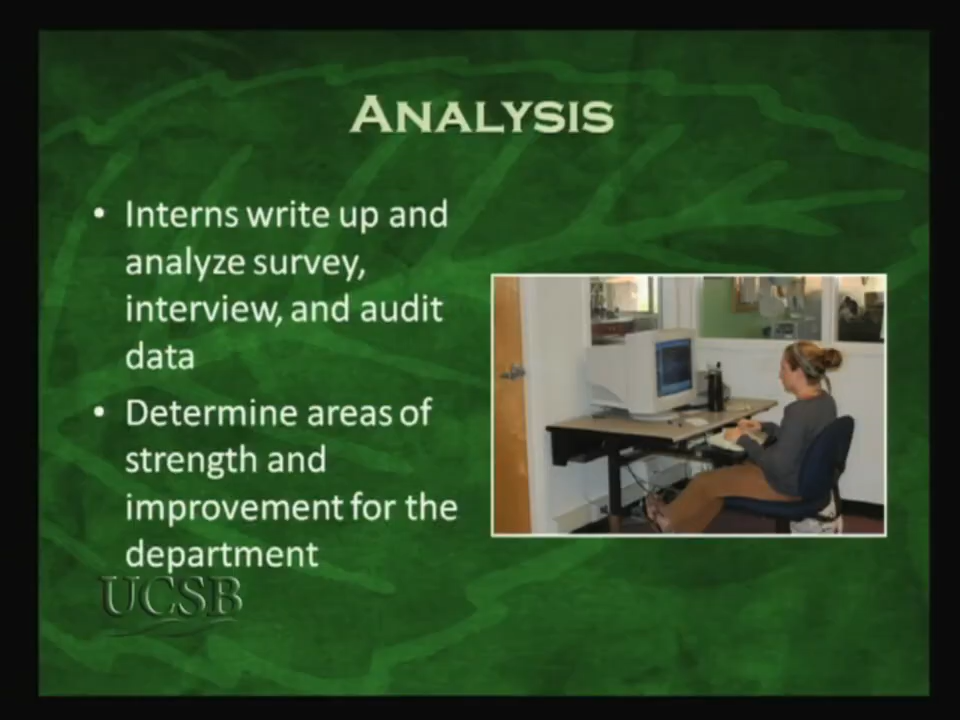 ANALYSIS
• Interns write up and
analyze survey,
interview, and audit
data
• Determine areas of
strength and
improvement for the
department
UCSB